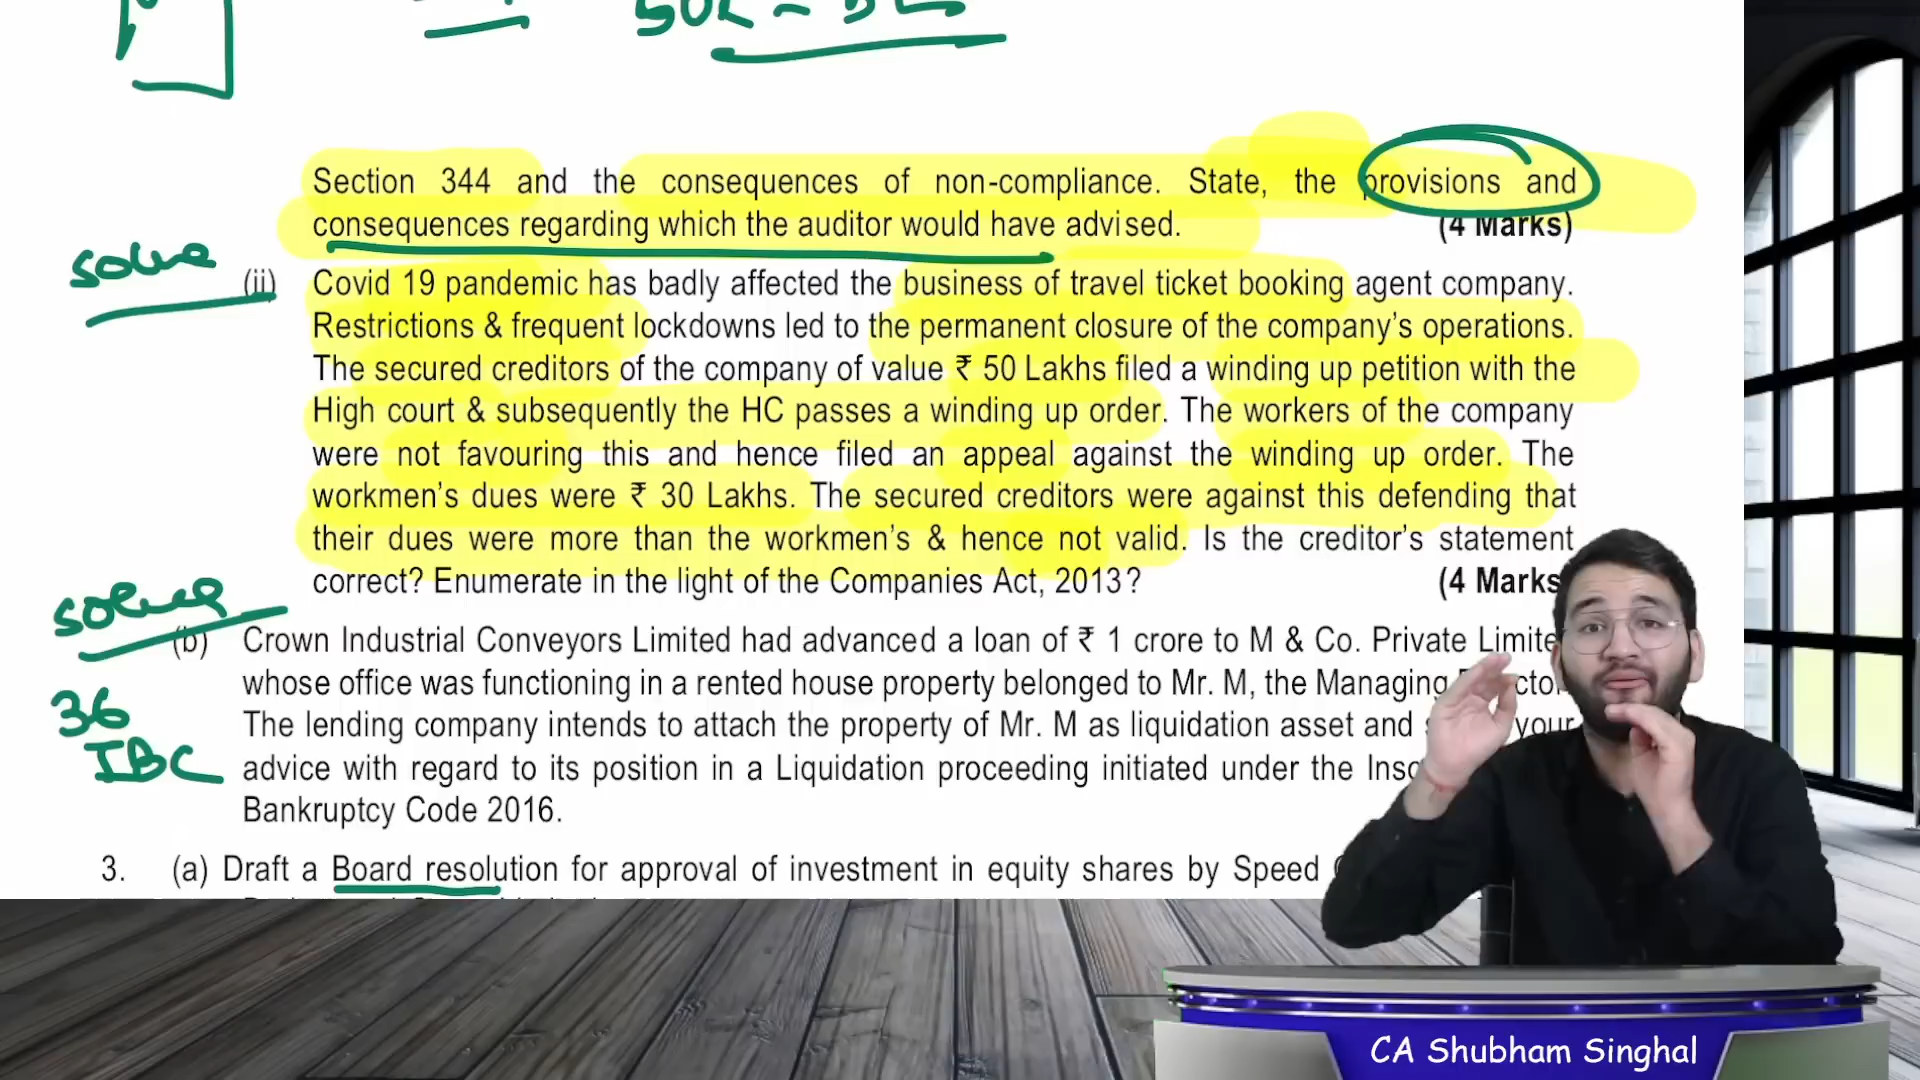 Section 344 and the consequences of non-compliance. State, the provisions and
consequences regarding which the auditor would have advised. (4 Marks)
solve
(ii) Covid 19 pandemic has badly affected the business of travel ticket booking agent company.
Restrictions & frequent lockdowns led to the permanent closure of the company's operations.
The secured creditors of the company of value ₹ 50 Lakhs filed a winding up petition with the
High court & subsequently the HC passes a winding up order. The workers of the company
were not favouring this and hence filed an appeal against the winding up order. The
workmen's dues were ₹ 30 Lakhs. The secured creditors were against this defending that
their dues were more than the workmen's & hence not valid. Is the creditor's statement
correct? Enumerate in the light of the Companies Act, 2013? (4 Marks
solve
(b) Crown Industrial Conveyors Limited had advanced a loan of ₹ 1 crore to M & Co. Private Limite
whose office was functioning in a rented house property belonged to Mr. M, the Managing
The lending company intends to attach the property of Mr. M as liquidation asset and your
36
IBC
advice with regard to its position in a Liquidation proceeding initiated under the
Bankruptcy Code 2016.
3. (a) Draft a Board resolution for approval of investment in equity shares by Speed
CA Shubham Singhal